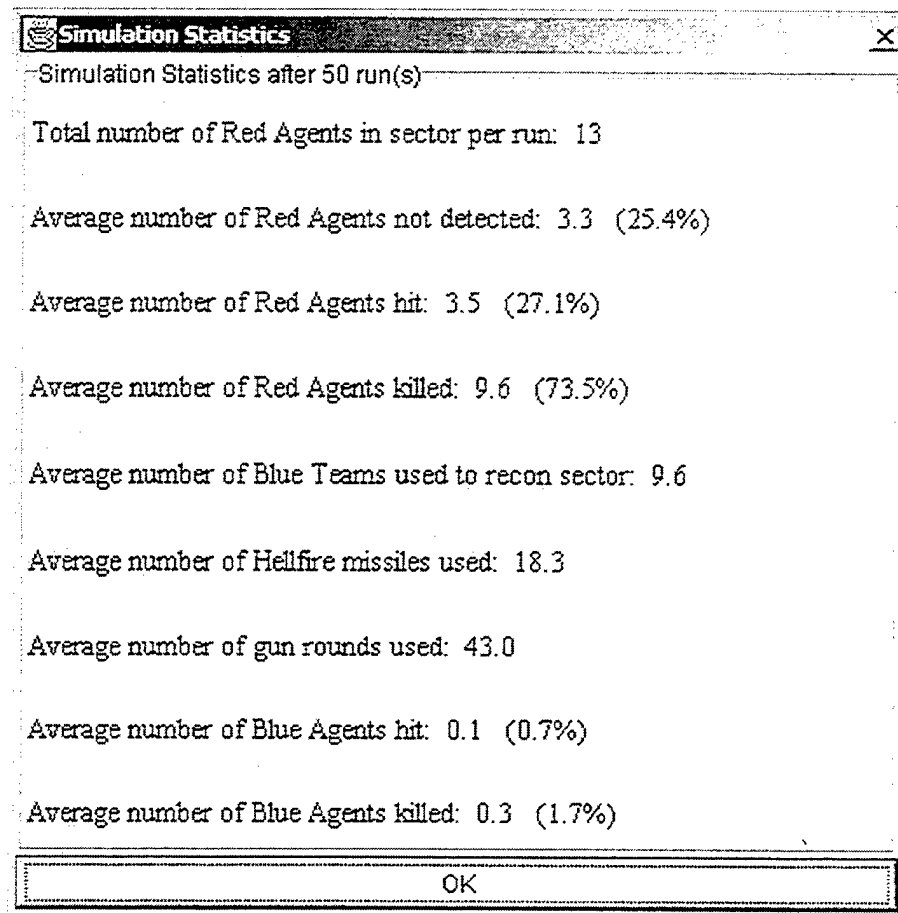 Simulation Statistics
Simulation Statistics after 50 run(s)
Total number of Red Agents in sector per run: 13
Average number of Red Agents not detected: 3.3 (25.4%)
Average number of Red Agents hit: 3.5 (27.1%)
Average number of Red Agents killed: 9.6 (73.5%)
Average number of Blue Teams used to recon sector: 9.6
Average number of Hellfire missiles used: 18.3
Average number of gun rounds used: 43.0
Average number of Blue Agents hit: 0.1 (0.7%)
Average number of Blue Agents killed: 0.3 (1.7%)
OK